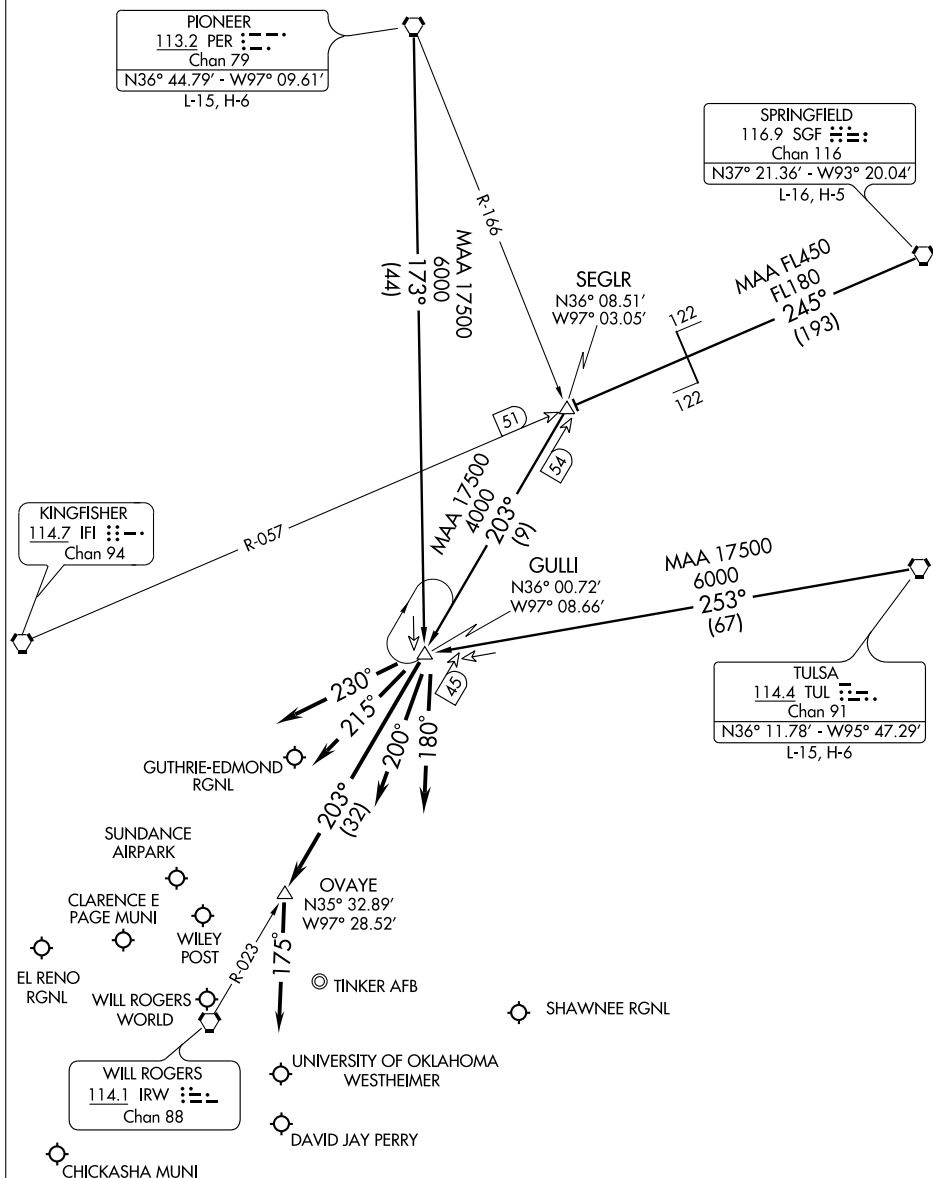 PIONEER
113.2 PER
Chan 79
N36° 44.79' - W97° 09.61'
L-15, H-6
SPRINGFIELD
116.9 SGF
Chan 116
N37° 21.36' - W93° 20.04'
L-16, H-5
R-166
MAA 17500
6000
173°
(44)
MAA FL450
FL180
245°
(193)
122
122
SEGLR
N36° 08.51'
W97° 03.05'
51
54
KINGFISHER
114.7 IFI
Chan 94
R-057
MAA 17500
4000
203°
(9)
GULLI
N36° 00.72'
W97° 08.66'
MAA 17500
6000
253°
(67)
TULSA
114.4 TUL
Chan 91
N36° 11.78' - W95° 47.29'
L-15, H-6
45
230°
215°
200°
180°
203°
(32)
GUTHRIE-EDMOND
RGNL
SUNDANCE
AIRPARK
CLARENCE E
PAGE MUNI
WILEY
POST
EL RENO
RGNL
OVAYE
N35° 32.89'
W97° 28.52'
R-023
175°
TINKER AFB
WILL ROGERS
WORLD
SHAWNEE RGNL
WILL ROGERS
114.1 IRW
Chan 88
UNIVERSITY OF OKLAHOMA
WESTHEIMER
DAVID JAY PERRY
CHICKASHA MUNI